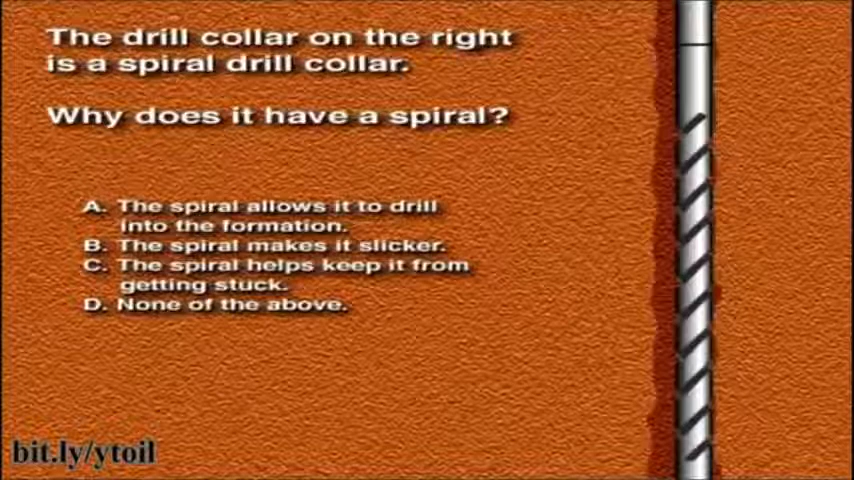 The drill collar on the right
is a spiral drill collar.
Why does it have a spiral?
A. The spiral allows it to drill
into the formation.
B. The spiral makes it slicker.
C. The spiral helps keep it from
getting stuck.
D. None of the above.
bit.ly/ytoil